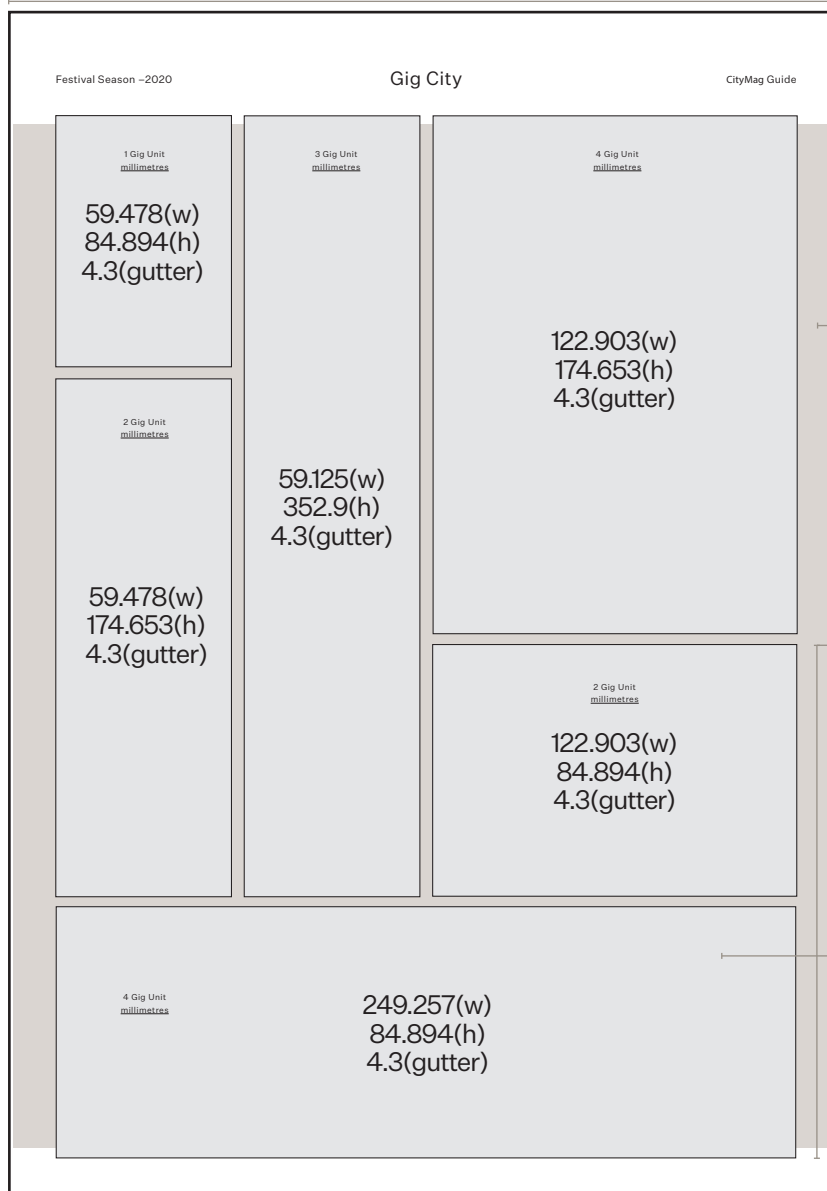 Festival Season –2020
Gig City
CityMag Guide
1 Gig Unit
millimetres
59.478(w)
84.894(h)
4.3(gutter)
3 Gig Unit
millimetres
59.125(w)
352.9(h)
4.3(gutter)
4 Gig Unit
millimetres
122.903(w)
174.653(h)
4.3(gutter)
2 Gig Unit
millimetres
59.478(w)
174.653(h)
4.3(gutter)
2 Gig Unit
millimetres
122.903(w)
84.894(h)
4.3(gutter)
4 Gig Unit
millimetres
249.257(w)
84.894(h)
4.3(gutter)